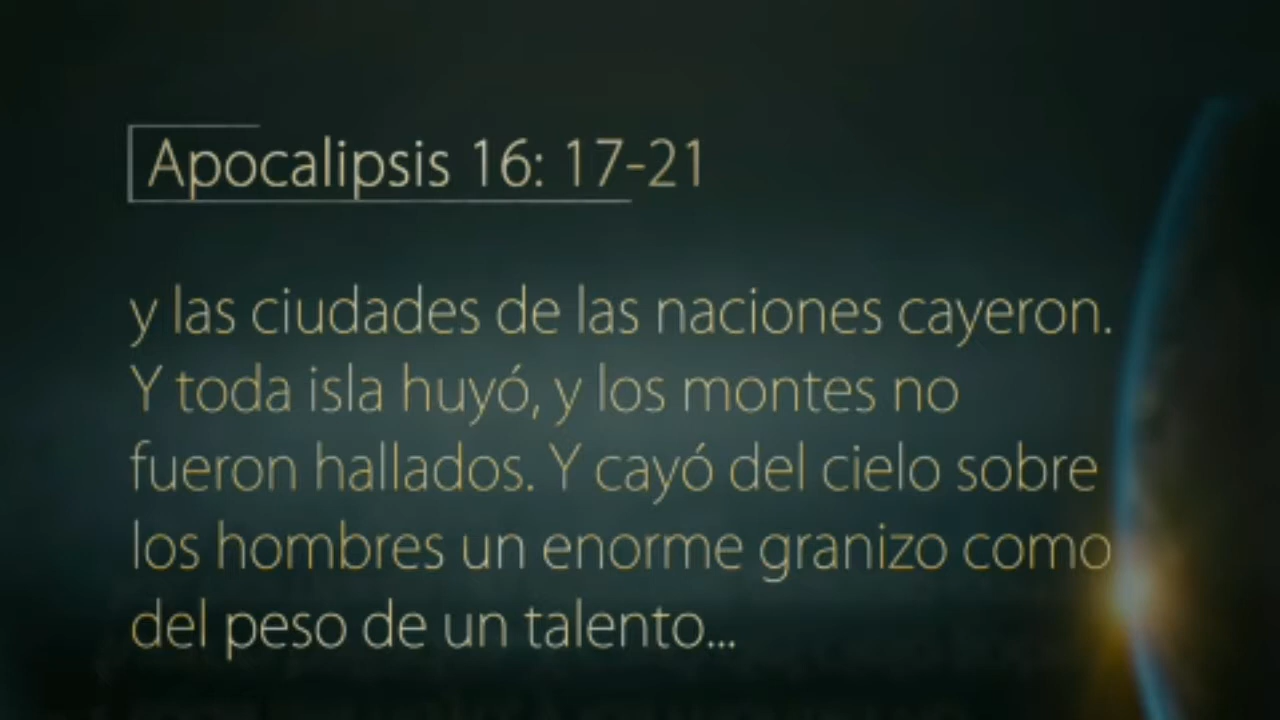 Apocalipsis 16: 17-21
y las ciudades de las naciones cayeron.
Y toda isla huyó, y los montes no
fueron hallados. Y cayó del cielo sobre
los hombres un enorme granizo como
del peso de un talento...